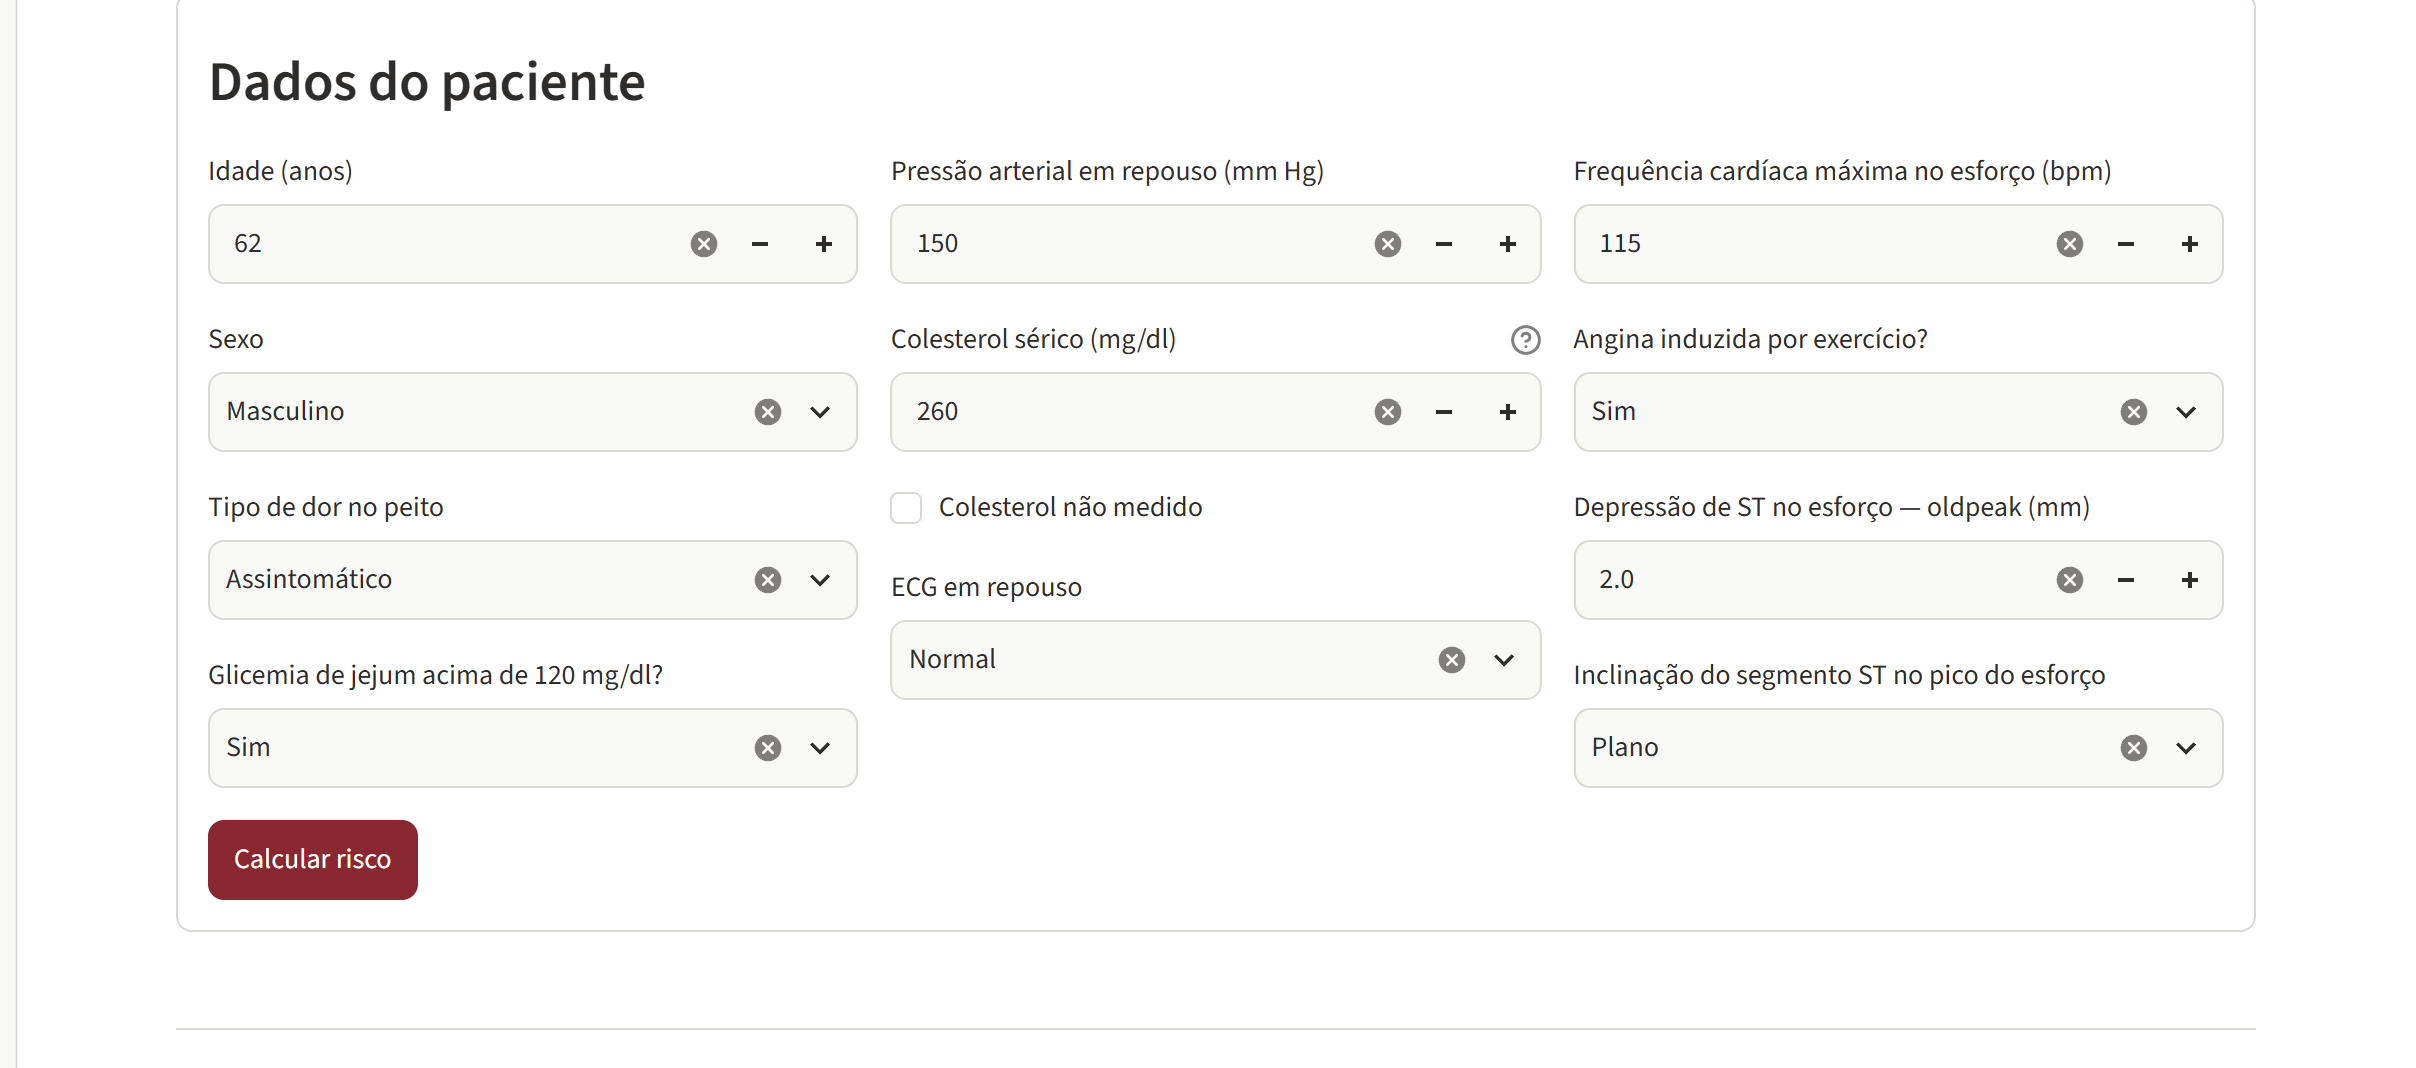 Dados do paciente
Idade (anos)
62
Sexo
Masculino
Tipo de dor no peito
Assintomático
Glicemia de jejum acima de 120 mg/dl?
Sim
Pressão arterial em repouso (mm Hg)
150
Colesterol sérico (mg/dl)
260
Colesterol não medido
ECG em repouso
Normal
Frequência cardíaca máxima no esforço (bpm)
115
Angina induzida por exercício?
Sim
Depressão de ST no esforço — oldpeak (mm)
2.0
Inclinação do segmento ST no pico do esforço
Plano
Calcular risco